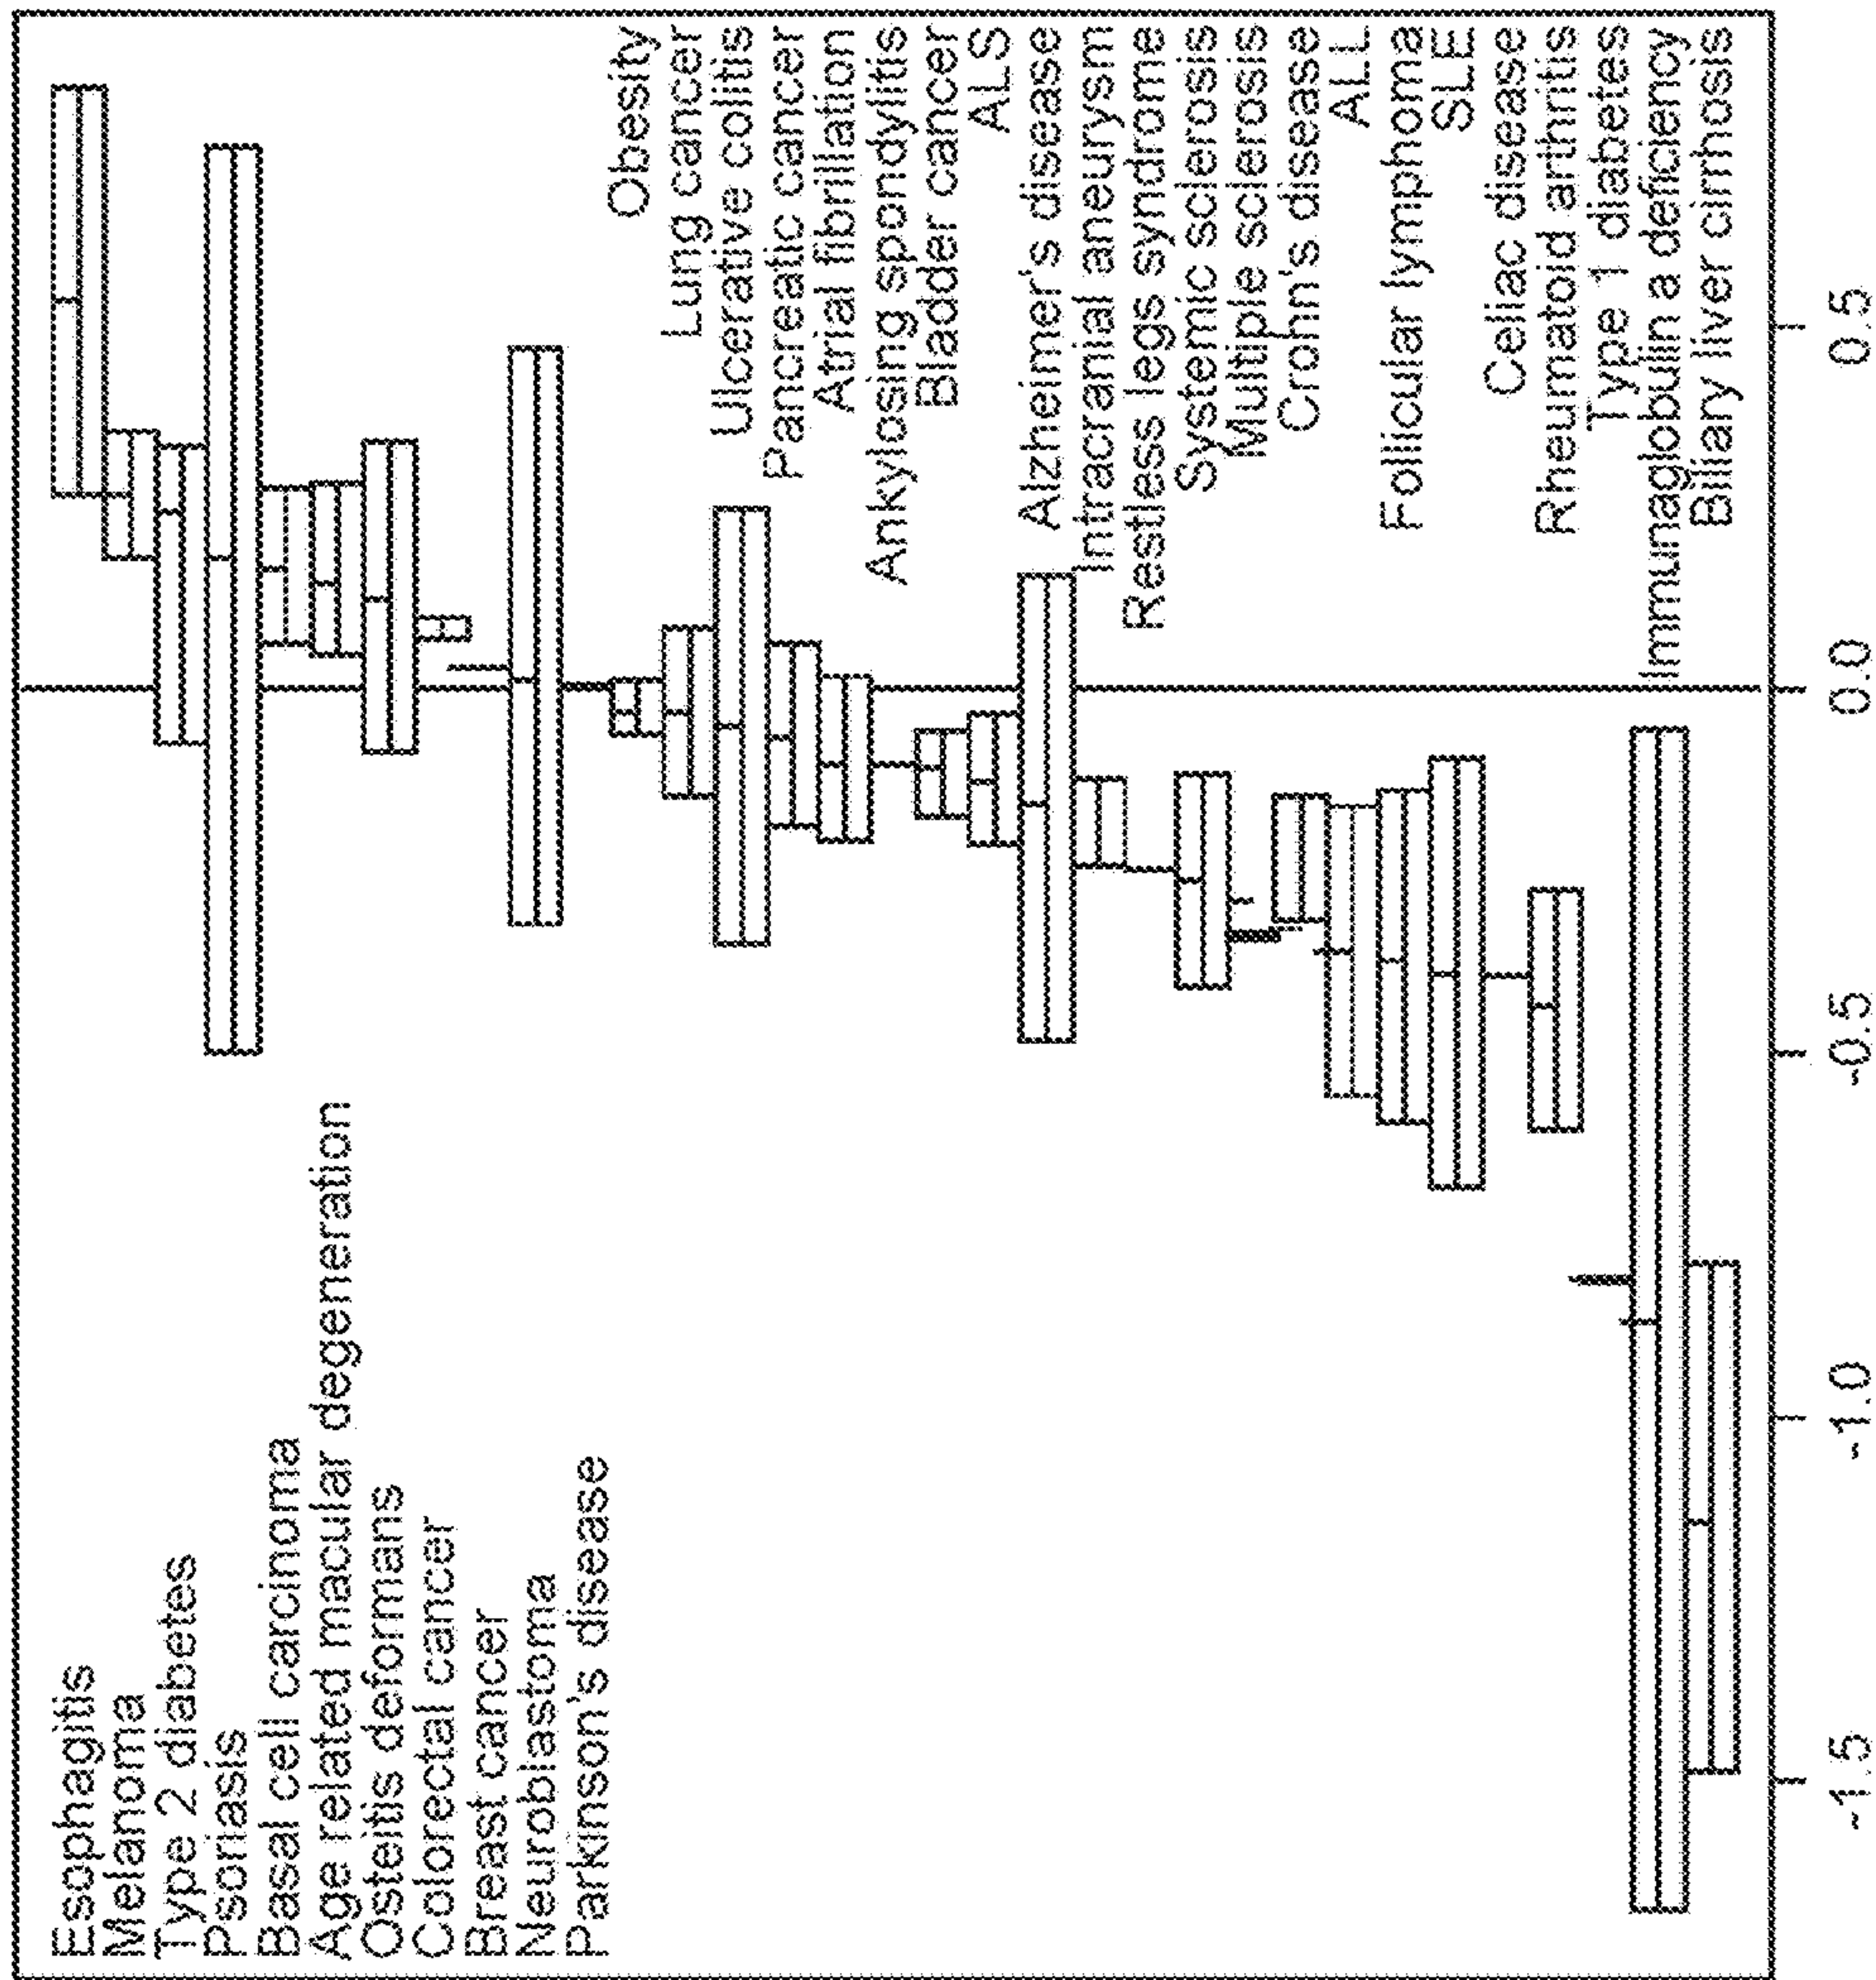 Esophagitis
Melanoma
Type 2 diabetes
Psoriasis
Basal cell carcinoma
Age related macular degeneration
Osteitis deformans
Colorectal cancer
Breast cancer
Neuroblastoma
Parkinson's disease
Obesity
Lung cancer
Ulcerative colitis
Pancreatic cancer
Atrial fibrillation
Ankylosing spondylitis
Bladder cancer
ALS
Alzheimer's disease
Intracranial aneurysm
Restless legs syndrome
Systemic sclerosis
Multiple sclerosis
Crohn's disease
ALL
Follicular lymphoma
SLE
Celiac disease
Rheumatoid arthritis
Type 1 diabetes
Immunaglobulin a deficiency
Biliary liver cirrhosis
-1.5
-1.0
-0.5
0.0
0.5